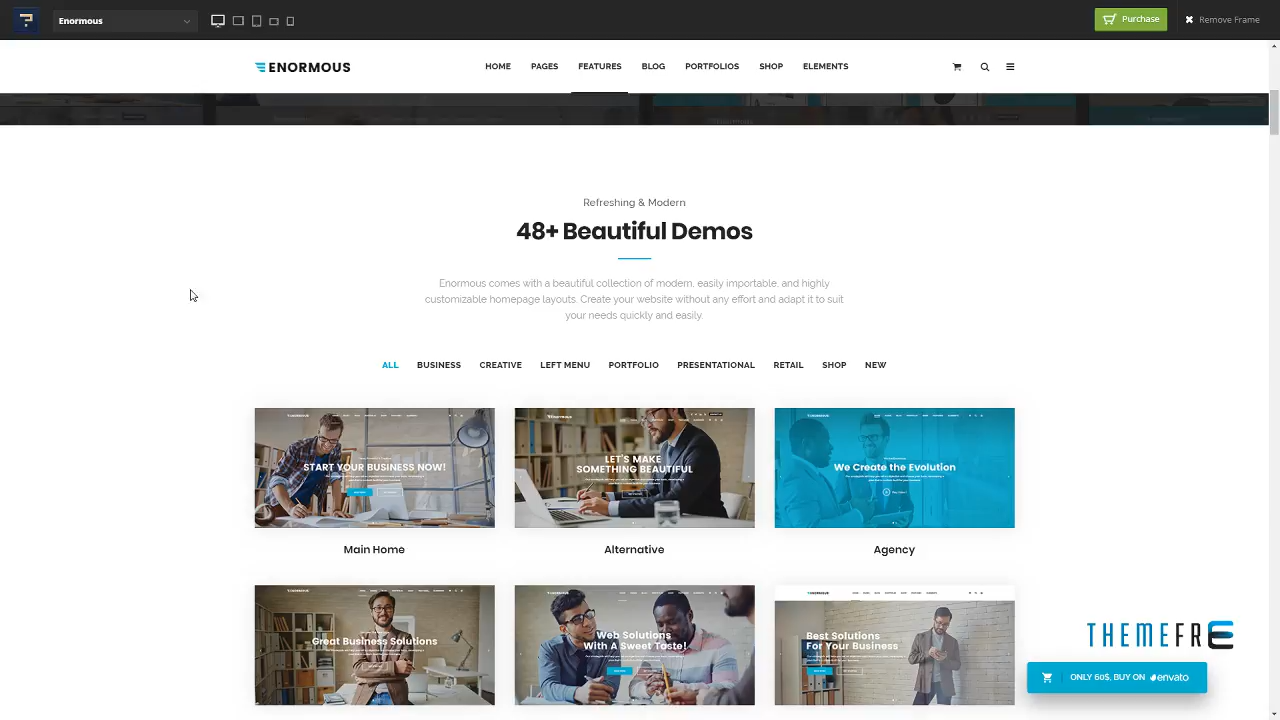 Enormous
Purchase
Remove Frame
ENORMOUS
HOME PAGES FEATURES BLOG PORTFOLIOS SHOP ELEMENTS
Refreshing & Modern
48+ Beautiful Demos
Enormous comes with a beautiful collection of modern, easily importable, and highly
customizable homepage layouts. Create your website without any effort and adapt it to suit
your needs quickly and easily.
ALL BUSINESS CREATIVE LEFT MENU PORTFOLIO PRESENTATIONAL RETAIL SHOP NEW
START YOUR BUSINESS NOW!
LET'S MAKE
SOMETHING BEAUTIFUL
We Create the Evolution
Main Home
Alternative
Agency
Great Business Solutions
Web Solutions
With A Sweet Taste!
Best Solutions
For Your Business
THEMEFRE
ONLY 60$, BUY ON envato